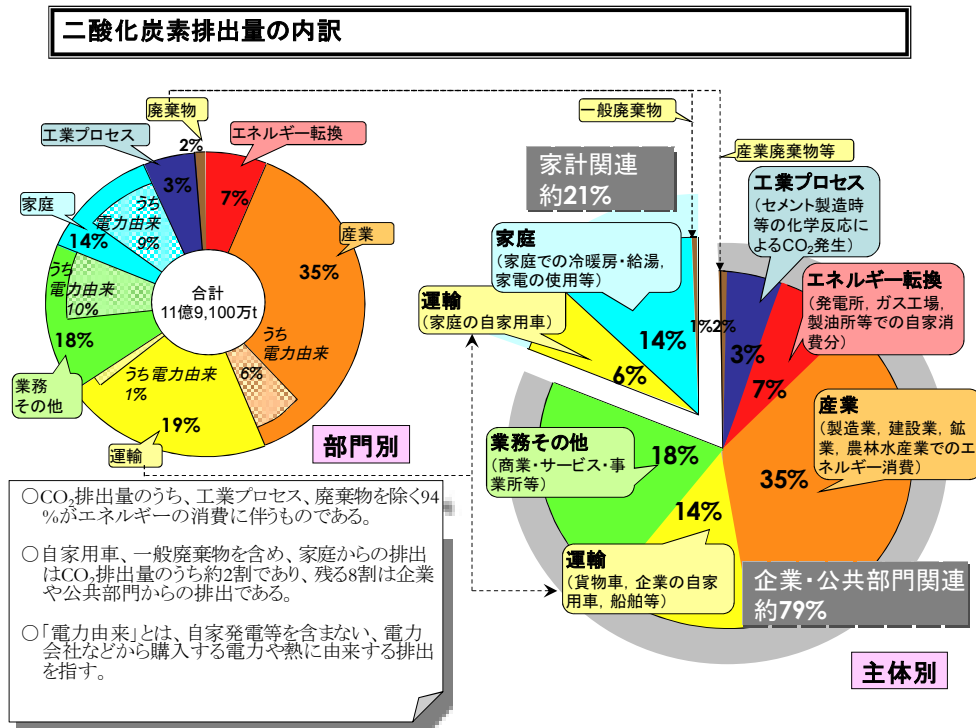 二酸化炭素排出量の内訳
廃棄物
2%
工業プロセス
3%
エネルギー転換
7%
家庭
14%
うち
電力由来
9%
産業
35%
うち
電力由来
6%
合計
11億9,100万t
うち
電力由来
10%
18%
業務
その他
うち電力由来
1%
19%
運輸
部門別
一般廃棄物
産業廃棄物等
家計関連
約21%
工業プロセス
(セメント製造時
等の化学反応に
よるCO₂発生)
3%
家庭
(家庭での冷暖房・給湯,
家電の使用等)
14%
1%
2%
エネルギー転換
(発電所, ガス工場,
製油所等での自家消
費分)
7%
運輸
(家庭の自家用車)
6%
産業
(製造業, 建設業, 鉱
業, 農林水産業でのエ
ネルギー消費)
35%
業務その他
(商業・サービス・事
業所等)
18%
14%
運輸
(貨物車, 企業の自家
用車, 船舶等)
企業・公共部門関連
約79%
主体別
○CO₂排出量のうち、工業プロセス、廃棄物を除く94
%がエネルギーの消費に伴うものである。
○自家用車、一般廃棄物を含め、家庭からの排出
はCO₂排出量のうち約2割であり、残る8割は企業
や公共部門からの排出である。
○「電力由来」とは、自家発電等を含まない、電力
会社などから購入する電力や熱に由来する排出
を指す。